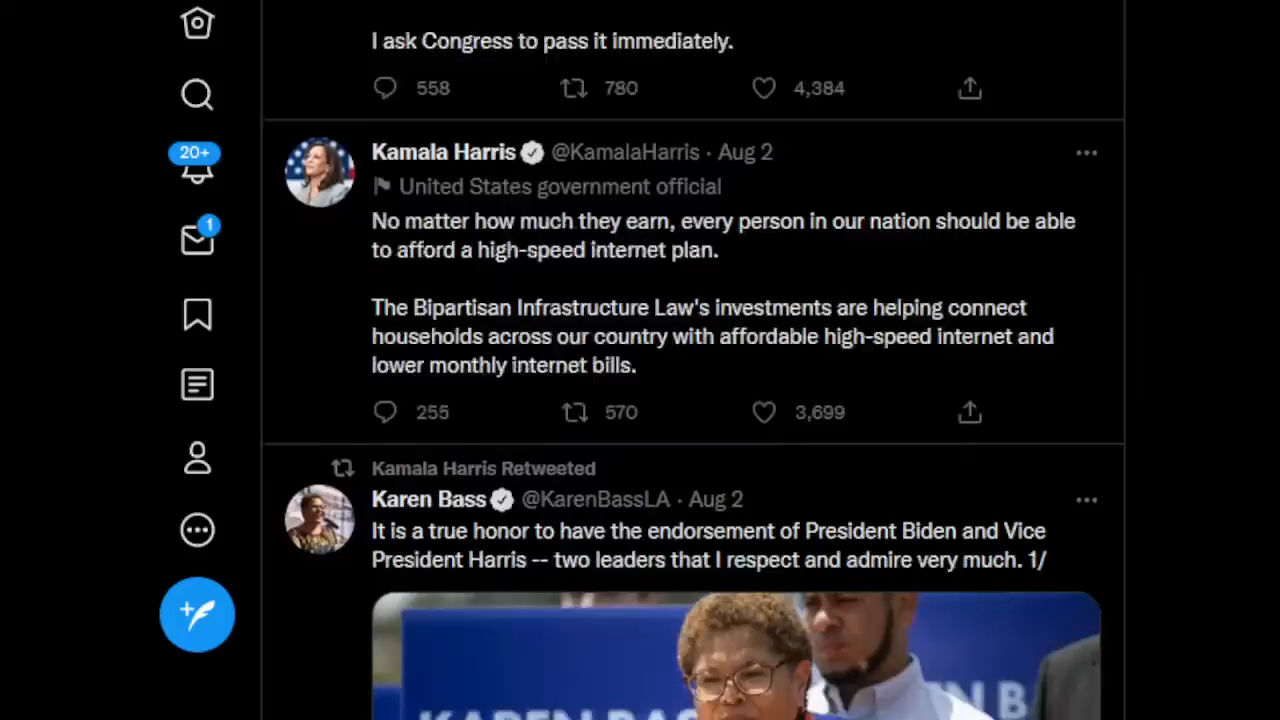 I ask Congress to pass it immediately.
558 780 4,384
20+
Kamala Harris @KamalaHarris · Aug 2
United States government official
1
No matter how much they earn, every person in our nation should be able
to afford a high-speed internet plan.
The Bipartisan Infrastructure Law's investments are helping connect
households across our country with affordable high-speed internet and
lower monthly internet bills.
255 570 3,699
Kamala Harris Retweeted
Karen Bass @KarenBassLA · Aug 2
It is a true honor to have the endorsement of President Biden and Vice
President Harris -- two leaders that I respect and admire very much. 1/
KAREN BAS
EN B